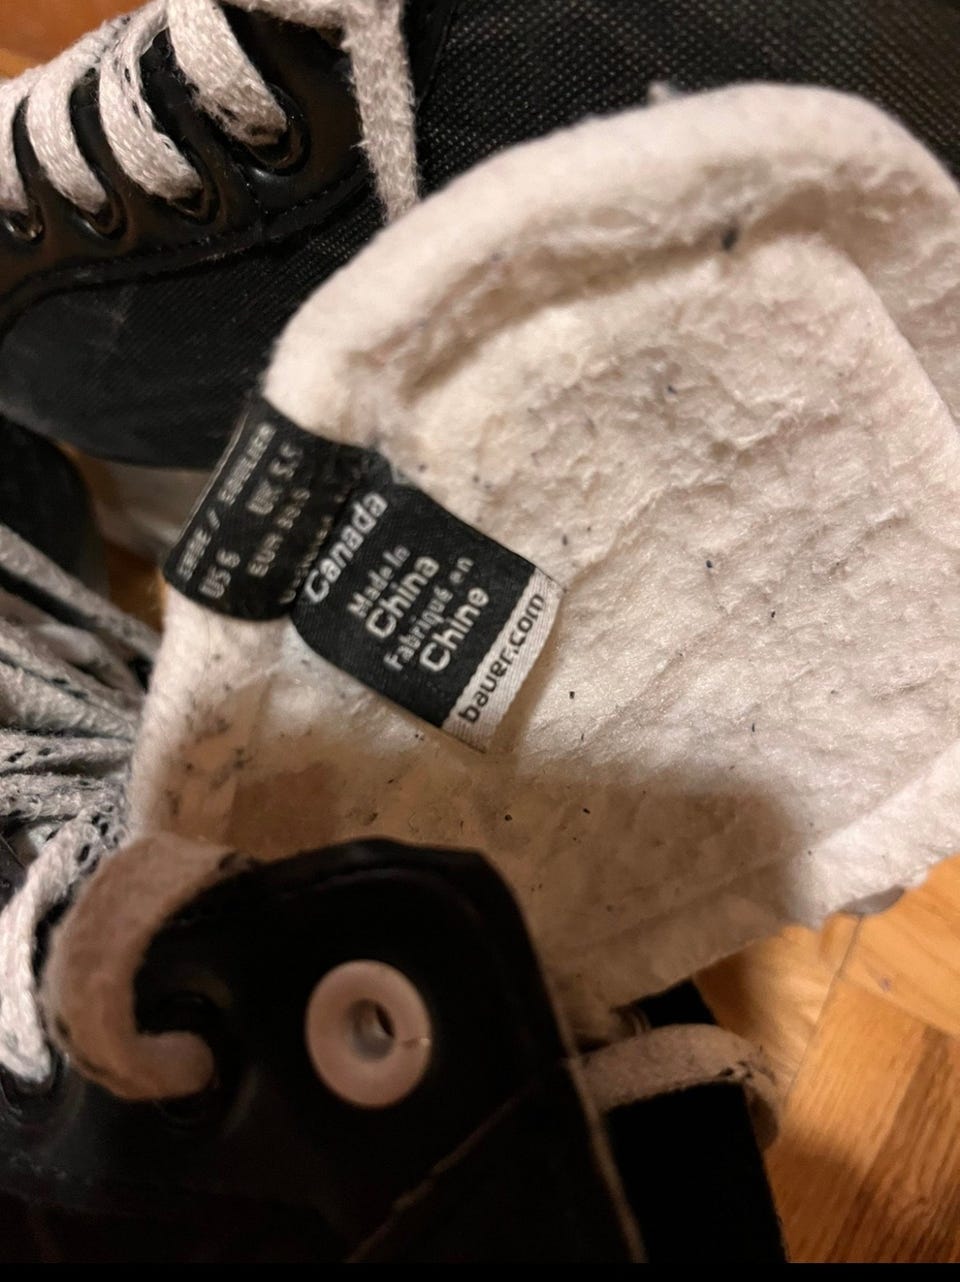 US 6
UK 5.5
Canada
Made in
China
Fabriqué en
Chine
bauer.com